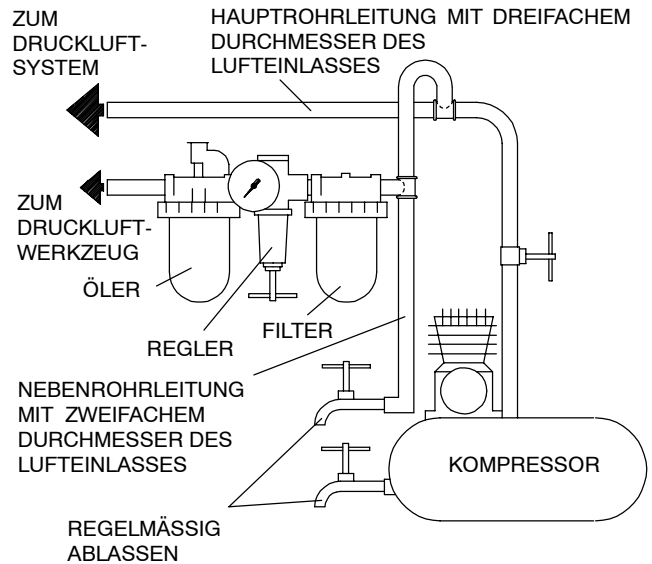 ZUM
DRUCKLUFT-
SYSTEM
HAUPTROHRLEITUNG MIT DREIFACHEM
DURCHMESSER DES
LUFTEINLASSES
ZUM
DRUCKLUFT-
WERKZEUG
ÖLER
REGLER
FILTER
NEBENROHRLEITUNG
MIT ZWEIFACHEM
DURCHMESSER DES
LUFTEINLASSES
KOMPRESSOR
REGELMÄSSIG
ABLASSEN